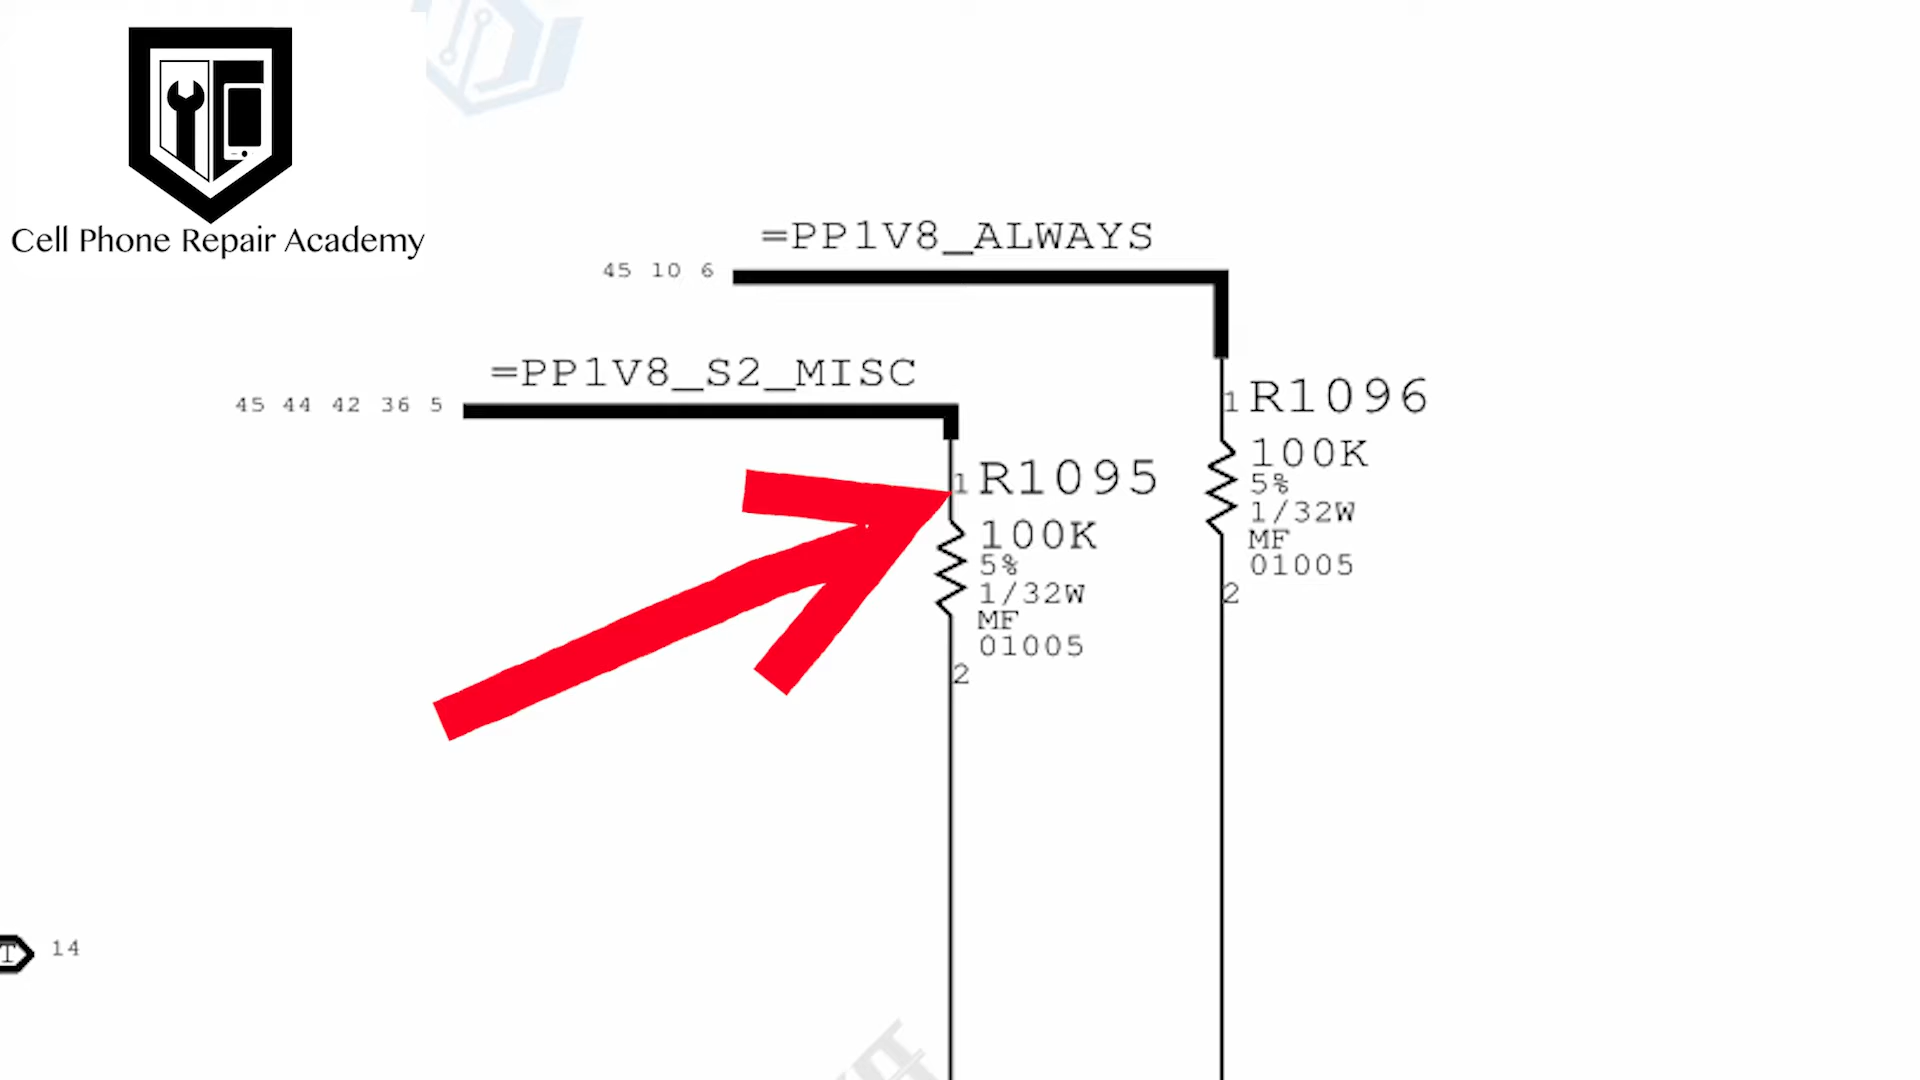 Cell Phone Repair Academy
=PP1V8_ALWAYS
45 10 6
=PP1V8_S2_MISC
45 44 42 36 5
1 R1096
100K
5%
1/32W
MF
01005
2
1 R1095
100K
5%
1/32W
MF
01005
2
T 14